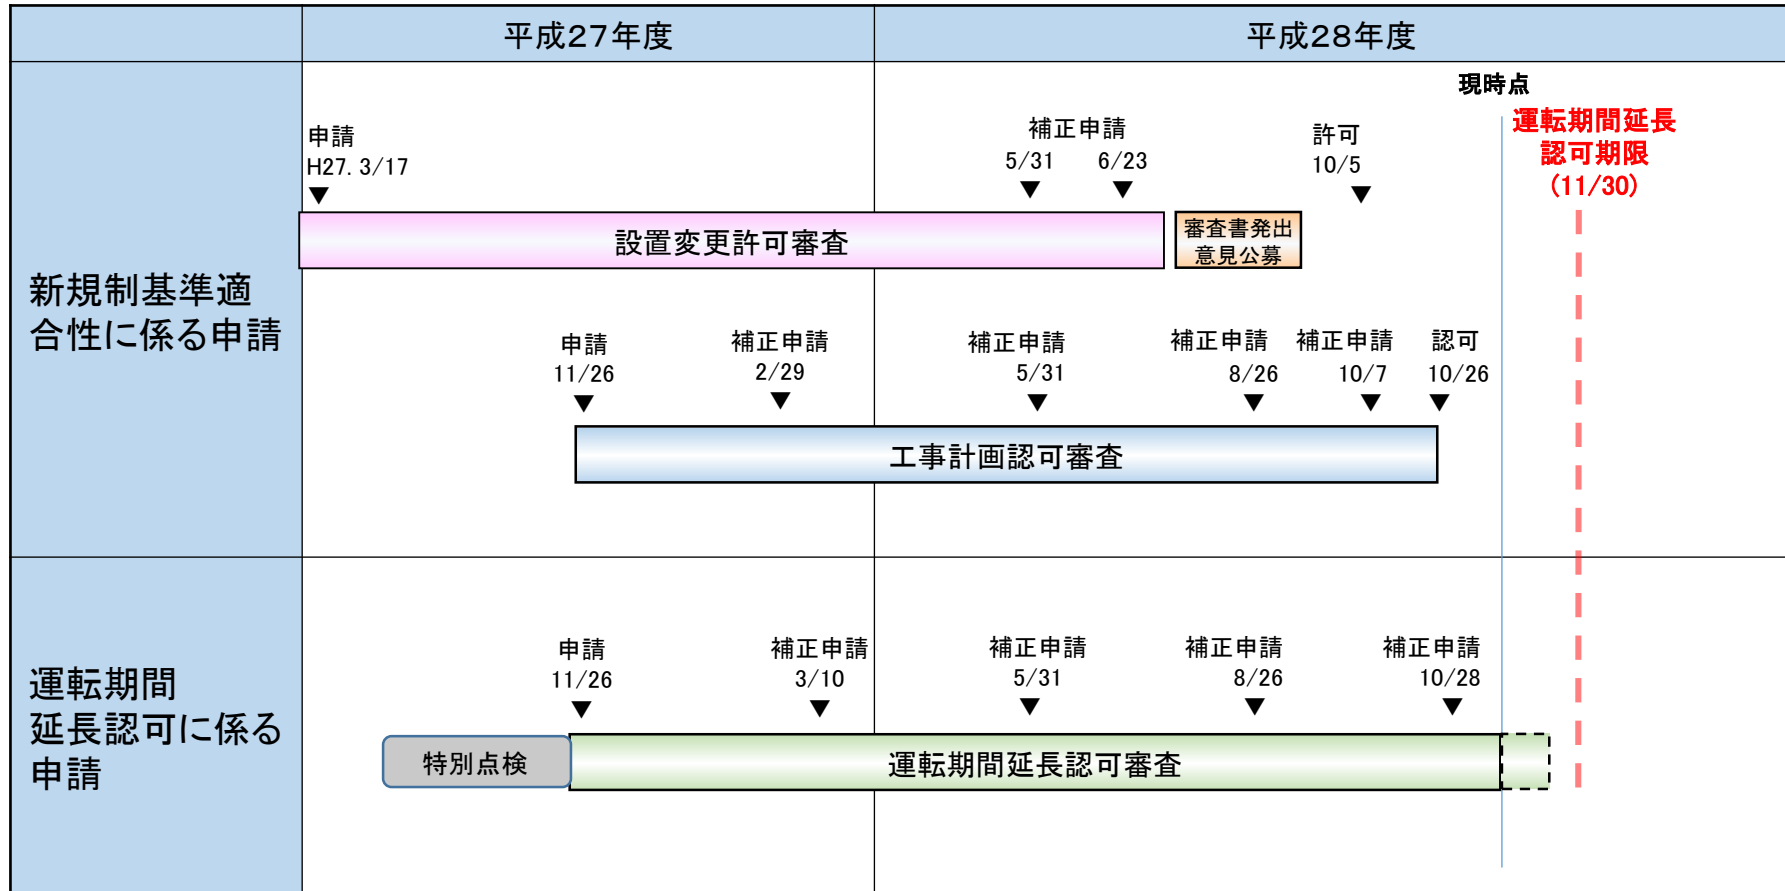 平成27年度
平成28年度
現時点
運転期間延長
認可期限
(11/30)
新規制基準適
合性に係る申請
申請
H27. 3/17
補正申請
5/31
6/23
許可
10/5
設置変更許可審査
審査書発出
意見公募
申請
11/26
補正申請
2/29
補正申請
5/31
補正申請
8/26
補正申請
10/7
認可
10/26
工事計画認可審査
運転期間
延長認可に係る
申請
申請
11/26
補正申請
3/10
補正申請
5/31
補正申請
8/26
補正申請
10/28
特別点検
運転期間延長認可審査